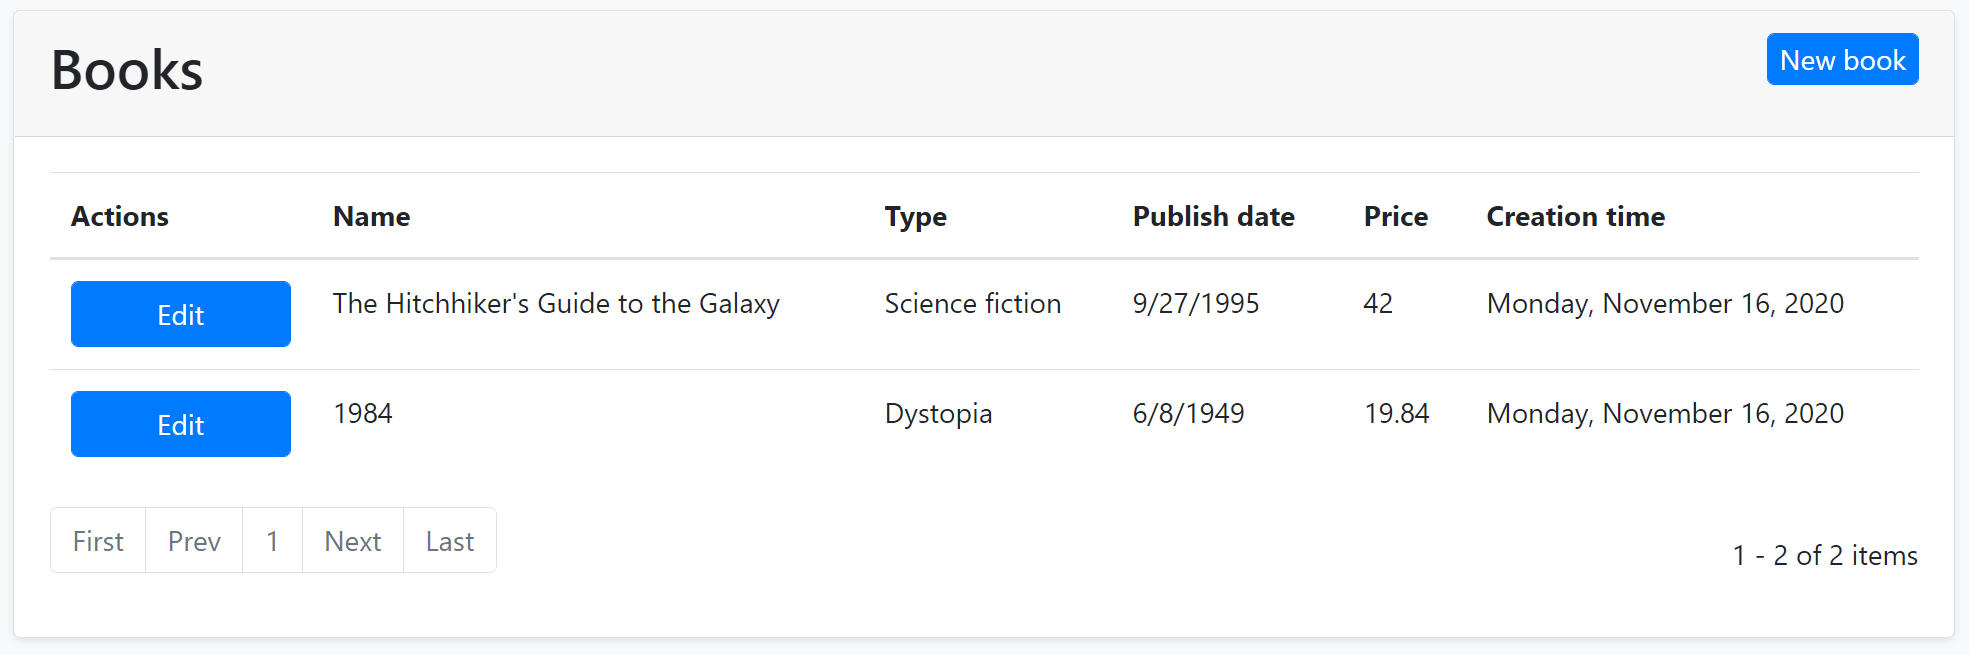 Books
New book
Actions Name Type Publish date Price Creation time
Edit The Hitchhiker's Guide to the Galaxy Science fiction 9/27/1995 42 Monday, November 16, 2020
Edit 1984 Dystopia 6/8/1949 19.84 Monday, November 16, 2020
First Prev 1 Next Last
1 - 2 of 2 items